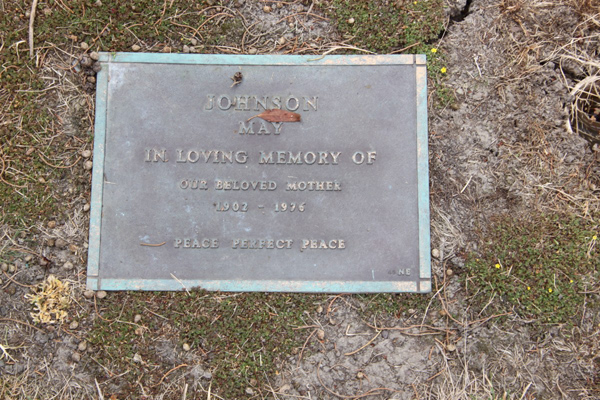 JOHNSON
MAY
IN LOVING MEMORY OF
OUR BELOVED MOTHER
1902 - 1976
PEACE PERFECT PEACE